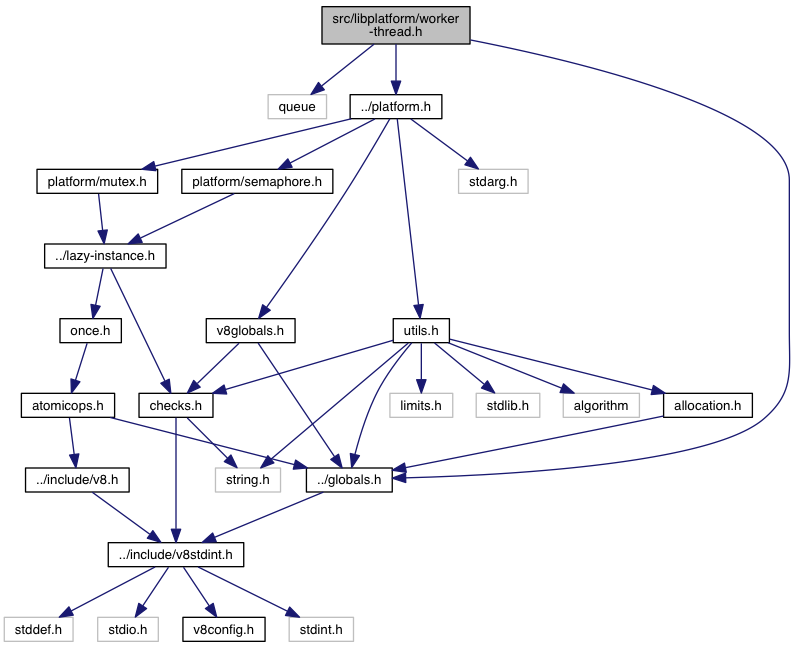 src/libplatform/worker
-thread.h
queue
../platform.h
platform/mutex.h
platform/semaphore.h
stdarg.h
../lazy-instance.h
once.h
v8globals.h
utils.h
atomicops.h
checks.h
limits.h
stdlib.h
algorithm
allocation.h
../include/v8.h
string.h
../globals.h
../include/v8stdint.h
stddef.h
stdio.h
v8config.h
stdint.h